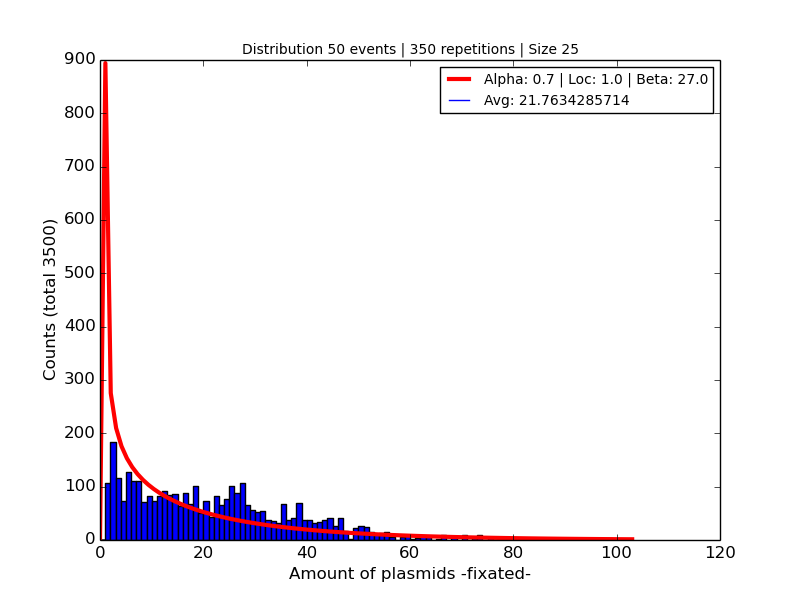 Distribution 50 events | 350 repetitions | Size 25
Alpha: 0.7 | Loc: 1.0 | Beta: 27.0
Avg: 21.7634285714
900
800
700
600
500
400
300
200
100
0
Counts (total 3500)
0 20 40 60 80 100 120
Amount of plasmids -fixated-